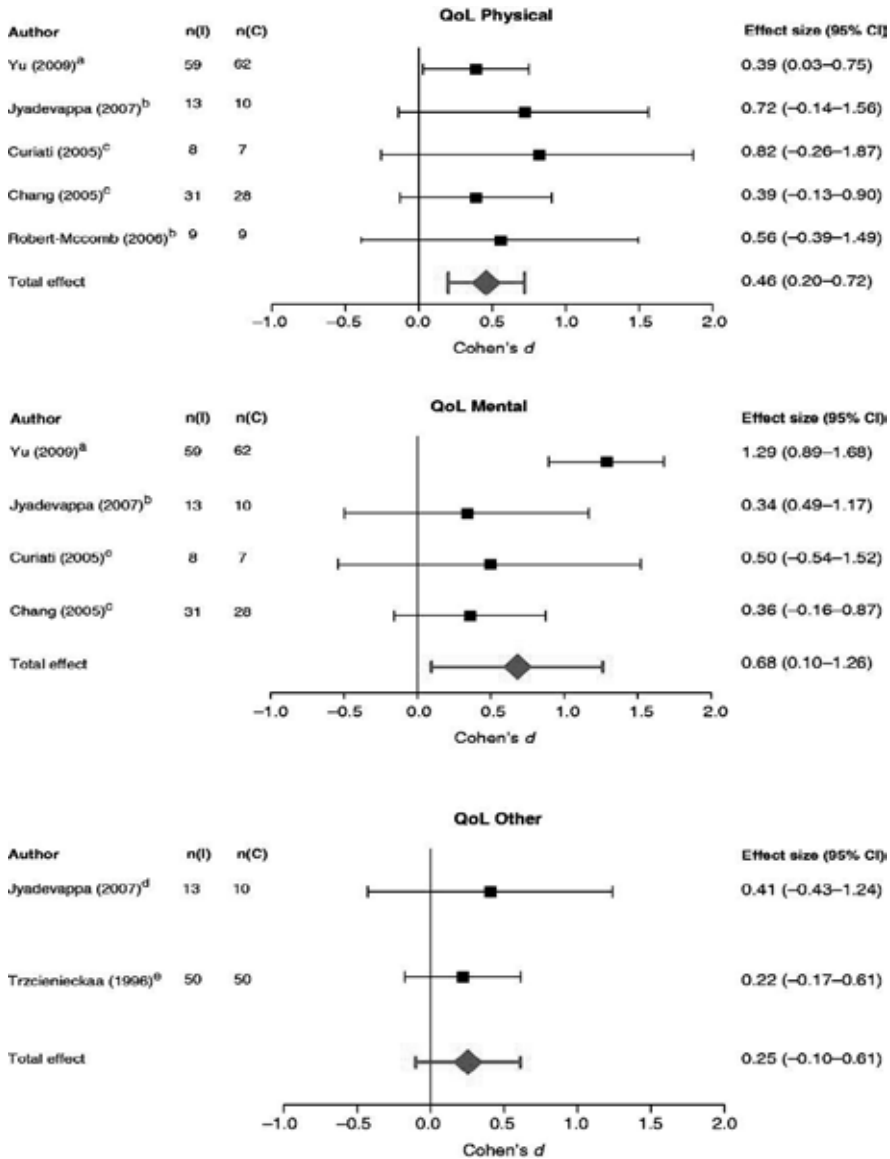 QoL Physical
Author n(I) n(C) Effect size (95% CI)
Yu (2009)a 59 62 0.39 (0.03–0.75)
Jyadevappa (2007)b 13 10 0.72 (−0.14–1.56)
Curiati (2005)c 8 7 0.82 (−0.26–1.87)
Chang (2005)c 31 28 0.39 (−0.13–0.90)
Robert-Mccomb (2006)b 9 9 0.56 (−0.39–1.49)
Total effect 0.46 (0.20–0.72)
−1.0 −0.5 0.0 0.5 1.0 1.5 2.0
Cohen's d
QoL Mental
Author n(I) n(C) Effect size (95% CI)
Yu (2009)a 59 62 1.29 (0.89–1.68)
Jyadevappa (2007)b 13 10 0.34 (0.49–1.17)
Curiati (2005)c 8 7 0.50 (−0.54–1.52)
Chang (2005)c 31 28 0.36 (−0.16–0.87)
Total effect 0.68 (0.10–1.26)
−1.0 −0.5 0.0 0.5 1.0 1.5 2.0
Cohen's d
QoL Other
Author n(I) n(C) Effect size (95% CI)
Jyadevappa (2007)d 13 10 0.41 (−0.43–1.24)
Trzcienieckaa (1996)e 50 50 0.22 (−0.17–0.61)
Total effect 0.25 (−0.10–0.61)
−1.0 −0.5 0.0 0.5 1.0 1.5 2.0
Cohen's d